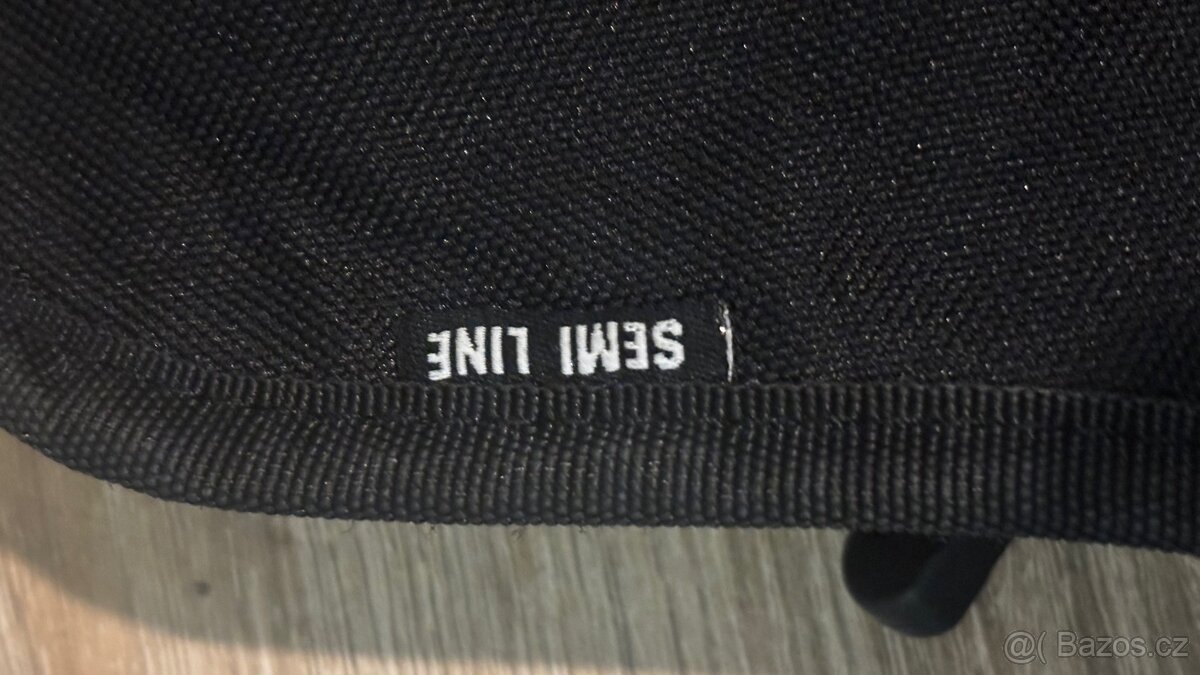 SEMI LINE
@( Bazos.cz